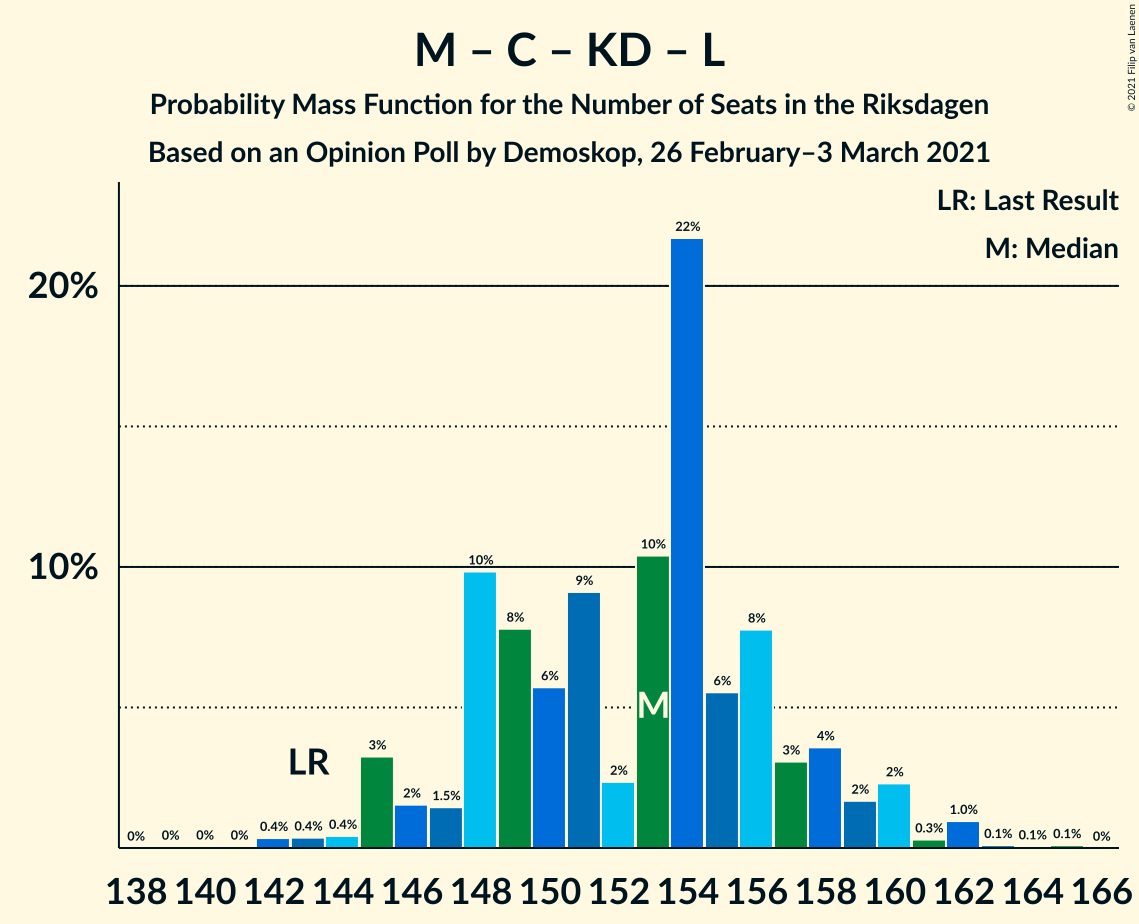 M – C – KD – L
Probability Mass Function for the Number of Seats in the Riksdagen
Based on an Opinion Poll by Demoskop, 26 February–3 March 2021
© 2021 Filip van Laenen
LR: Last Result
M: Median
20%
10%
0% 0% 0% 0% 0.4% 0.4% 0.4% 3% 2% 1.5% 10% 8% 6% 9% 2% 10% 22% 6% 8% 3% 4% 2% 2% 0.3% 1.0% 0.1% 0.1% 0.1% 0%
LR
M
138 140 142 144 146 148 150 152 154 156 158 160 162 164 166